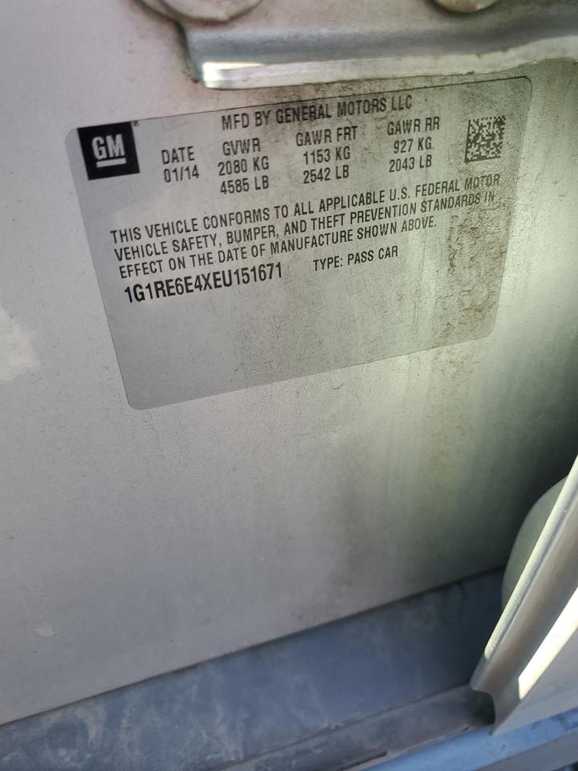 MFD BY GENERAL MOTORS LLC
GM
DATE GVWR GAWR FRT GAWR RR
01/14 2080 KG 1153 KG 927 KG
4585 LB 2542 LB 2043 LB
THIS VEHICLE CONFORMS TO ALL APPLICABLE U.S. FEDERAL MOTOR
VEHICLE SAFETY, BUMPER, AND THEFT PREVENTION STANDARDS IN
EFFECT ON THE DATE OF MANUFACTURE SHOWN ABOVE.
1G1RE6E4XEU151671 TYPE: PASS CAR